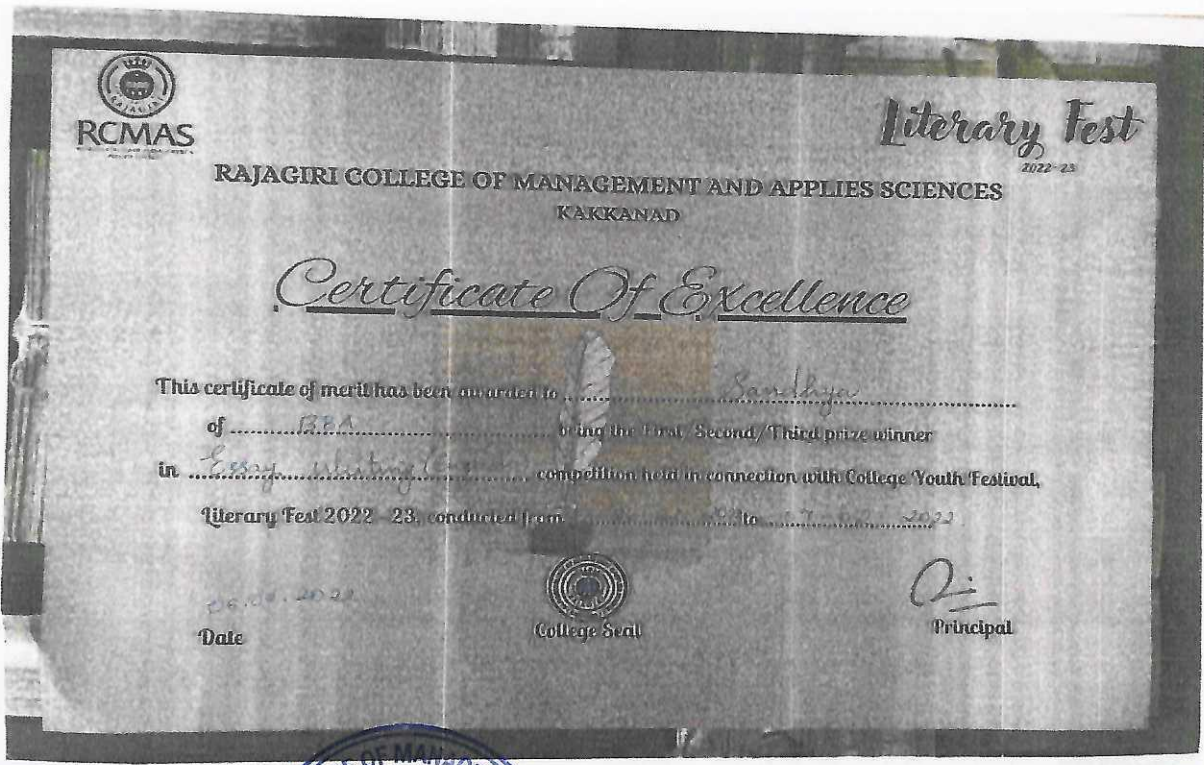 RAJAGIRI
RCMAS
Literary Fest
2022-23
RAJAGIRI COLLEGE OF MANAGEMENT AND APPLIES SCIENCES
KAKKANAD
Certificate Of Excellence
This certificate of merit has been awarded to Sandhya
of BBA being the First/Second/Third prize winner
in Essay writing competition held in connection with College Youth Festival,
Literary Fest 2022-23, conducted from to 2022
Date
College Seal
Principal
OF MANAG